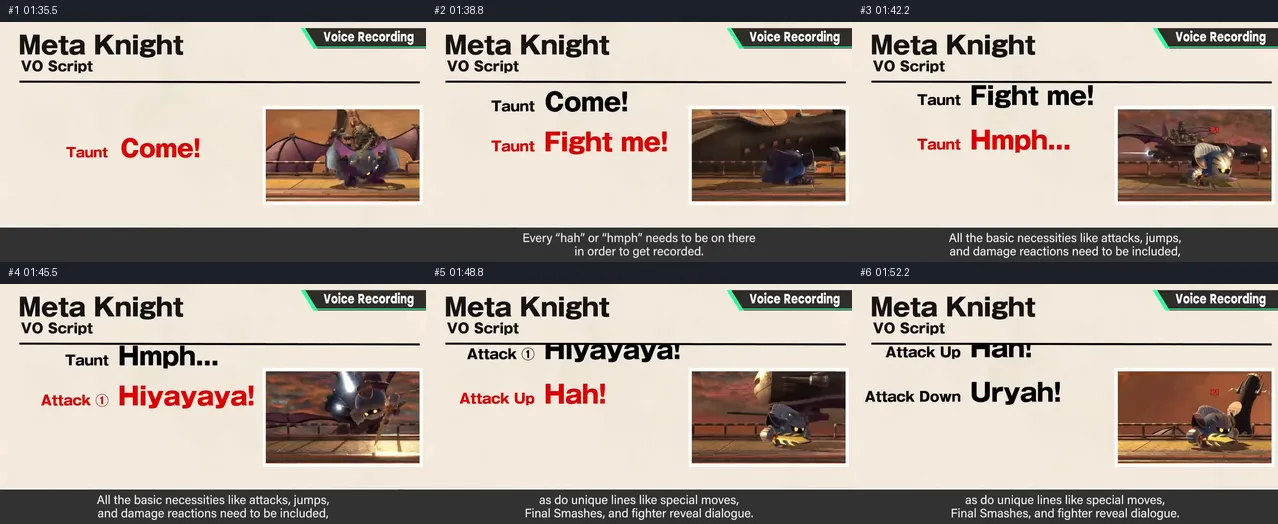 #1 01:35.5
Meta Knight
VO Script
Voice Recording
Taunt Come!
#2 01:38.8
Meta Knight
VO Script
Voice Recording
Taunt Come!
Taunt Fight me!
Every “hah” or “hmph” needs to be on there
in order to get recorded.
#3 01:42.2
Meta Knight
VO Script
Voice Recording
Taunt Fight me!
Taunt Hmph...
All the basic necessities like attacks, jumps,
and damage reactions need to be included,
#4 01:45.5
Meta Knight
VO Script
Voice Recording
Taunt Hmph...
Attack ① Hiyayaya!
All the basic necessities like attacks, jumps,
and damage reactions need to be included,
#5 01:48.8
Meta Knight
VO Script
Voice Recording
Attack ① Hiyayaya!
Attack Up Hah!
as do unique lines like special moves,
Final Smashes, and fighter reveal dialogue.
#6 01:52.2
Meta Knight
VO Script
Voice Recording
Attack Up Hah!
Attack Down Uryah!
as do unique lines like special moves,
Final Smashes, and fighter reveal dialogue.